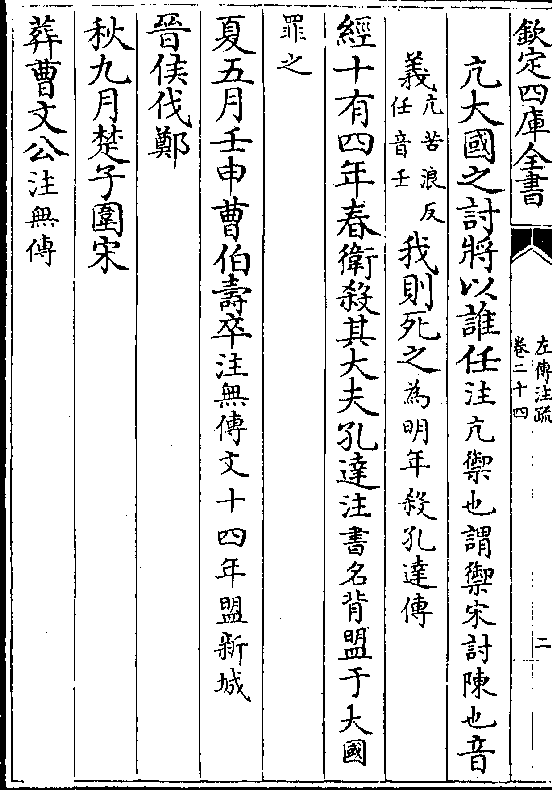 欽定四庫全書
左傳注疏
卷二十四
二
亢大國之討將以誰任注亢禦也謂禦宋討陳也音
義亢苦浪反
任音壬
我則死之為明年殺孔達傳
經十有四年春衛殺其大夫孔達注書名背盟于大國
罪之
夏五月壬申曹伯壽卒注無傳文十四年盟新城
晉侯伐鄭
秋九月楚子圍宋
葬曹文公注無傳